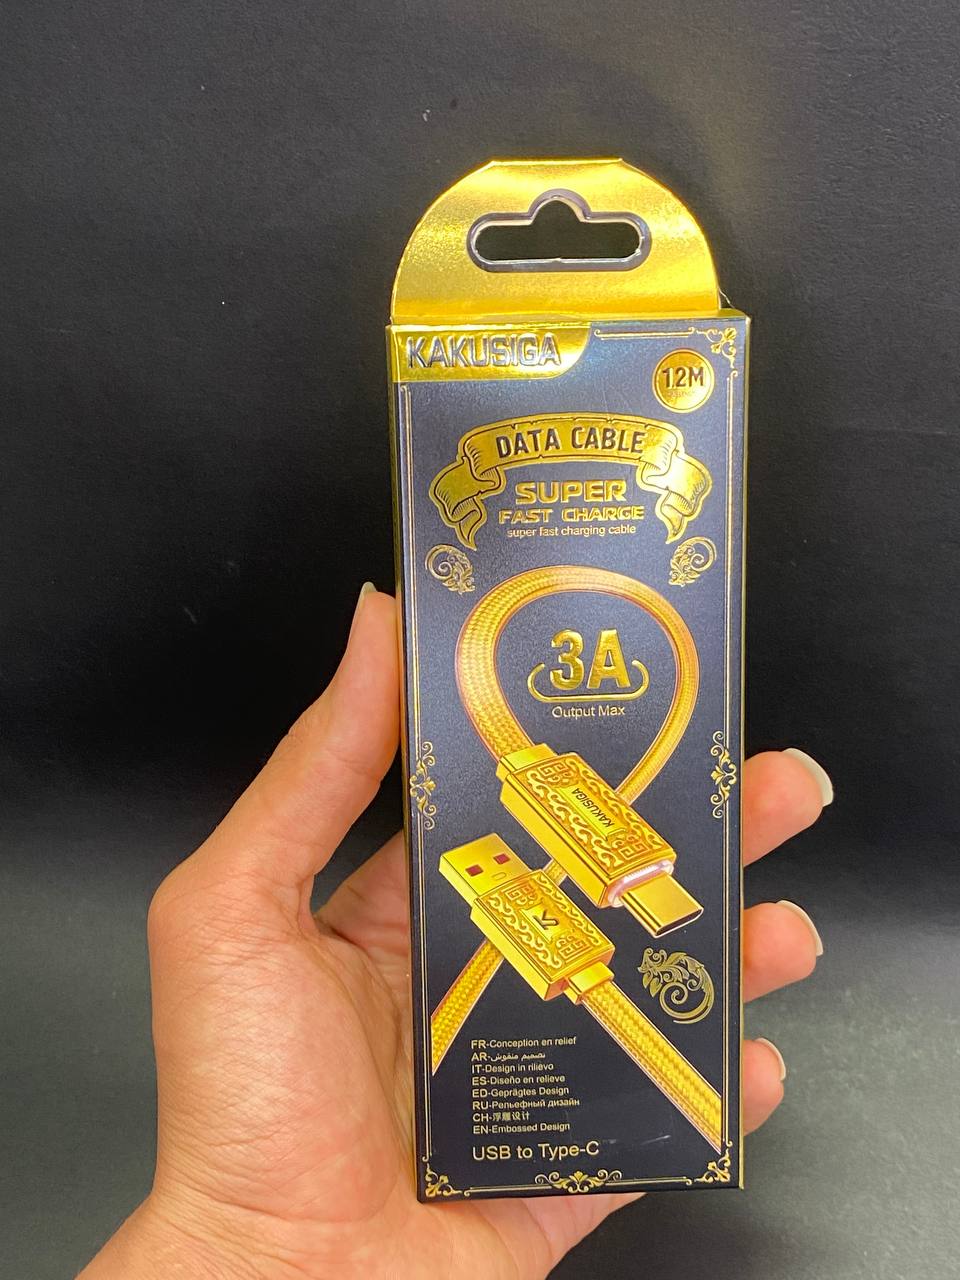 KAKUSIGA
1.2M
DATA CABLE
SUPER
FAST CHARGE
super fast charging cable
3A
Output Max
KAKUSIGA
FR-Conception en relief
AR-تصميم منقوش
IT-Design in rilievo
ES-Diseño en relieve
ED-Geprägtes Design
RU-Рельефный дизайн
CH-浮雕设计
EN-Embossed Design
USB to Type-C